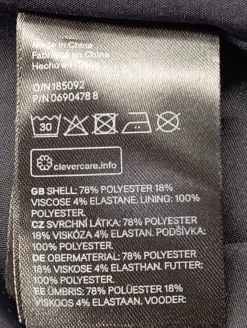 Made in China
Fabriqué en Chine
Hecho en China
O/N 185092
P/N 0690478 8
30
clevercare.info
GB SHELL: 78% POLYESTER 18%
VISCOSE 4% ELASTANE. LINING: 100%
POLYESTER.
CZ SVRCHNÍ LÁTKA: 78% POLYESTER
18% VISKÓZA 4% ELASTAN. PODŠÍVKA:
100% POLYESTER.
DE OBERMATERIAL: 78% POLYESTER
18% VISKOSE 4% ELASTHAN. FUTTER:
100% POLYESTER.
EE ÜMBRIS: 78% POLÜESTER 18%
VISKOOS 4% ELASTAAN. VOODER: